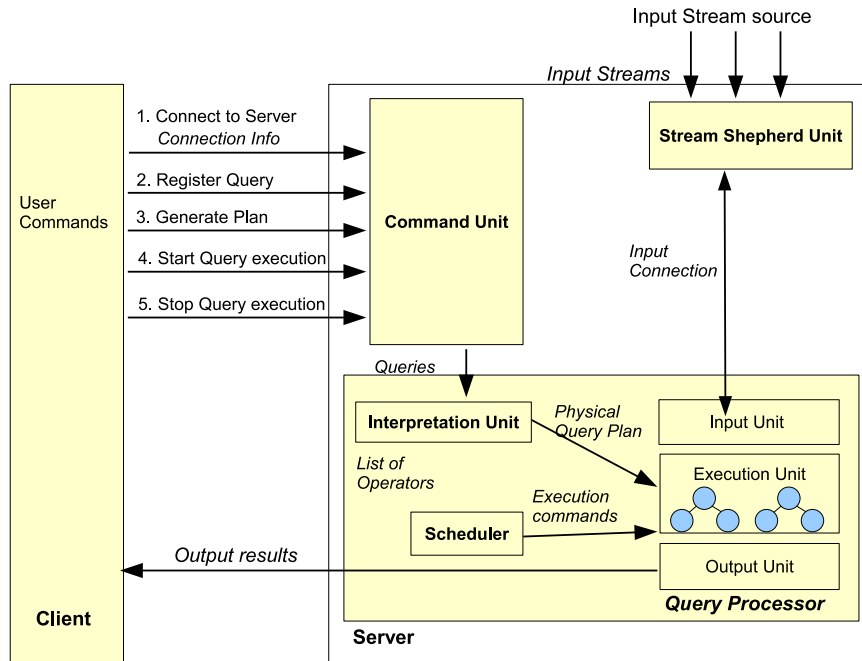 Input Stream source
Input Streams
1. Connect to Server
Connection Info
2. Register Query
3. Generate Plan
4. Start Query execution
5. Stop Query execution
User
Commands
Command Unit
Stream Shepherd Unit
Input
Connection
Queries
Interpretation Unit
Physical
Query Plan
Input Unit
List of
Operators
Execution Unit
Execution
commands
Scheduler
Output results
Output Unit
Query Processor
Client
Server